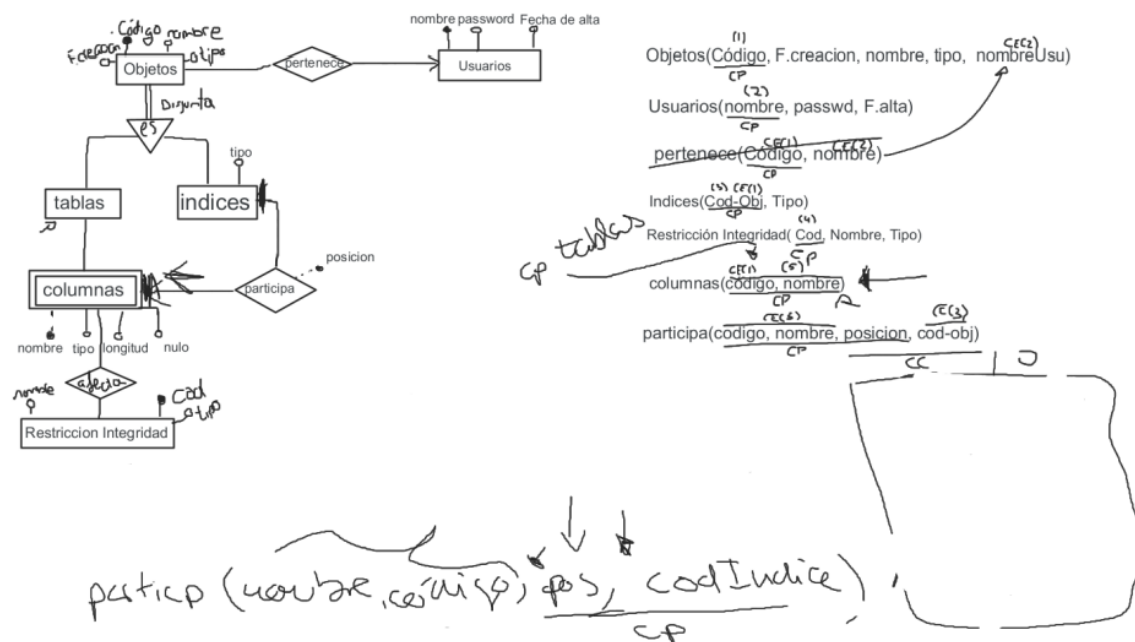 .Código nombre
F.creacion
o tipo
Objetos
pertenece
nombre password Fecha de alta
Usuarios
Disjunta
es
tipo
tablas
indices
posicion
columnas
participa
nombre tipo longitud nulo
afecta
nombre
Cod
o tipo
Restriccion Integridad
(1)
CE(2)
Objetos(Código, F.creacion, nombre, tipo, nombreUsu)
CP
(2)
Usuarios(nombre, passwd, F.alta)
CP
CE(1) CE(2)
pertenece(Código, nombre)
CP
(3) CE(1)
Indices(Cod-Obj, Tipo)
CP
(4)
Restricción Integridad( Cod, Nombre, Tipo)
CP
CP tablas
CE(1) (5)
columnas(codigo, nombre)
CP
CE(5) CE(3)
participa(codigo, nombre, posicion, cod-obj)
CP
CC
particp (nombre, código, pos, codIndice)
CP